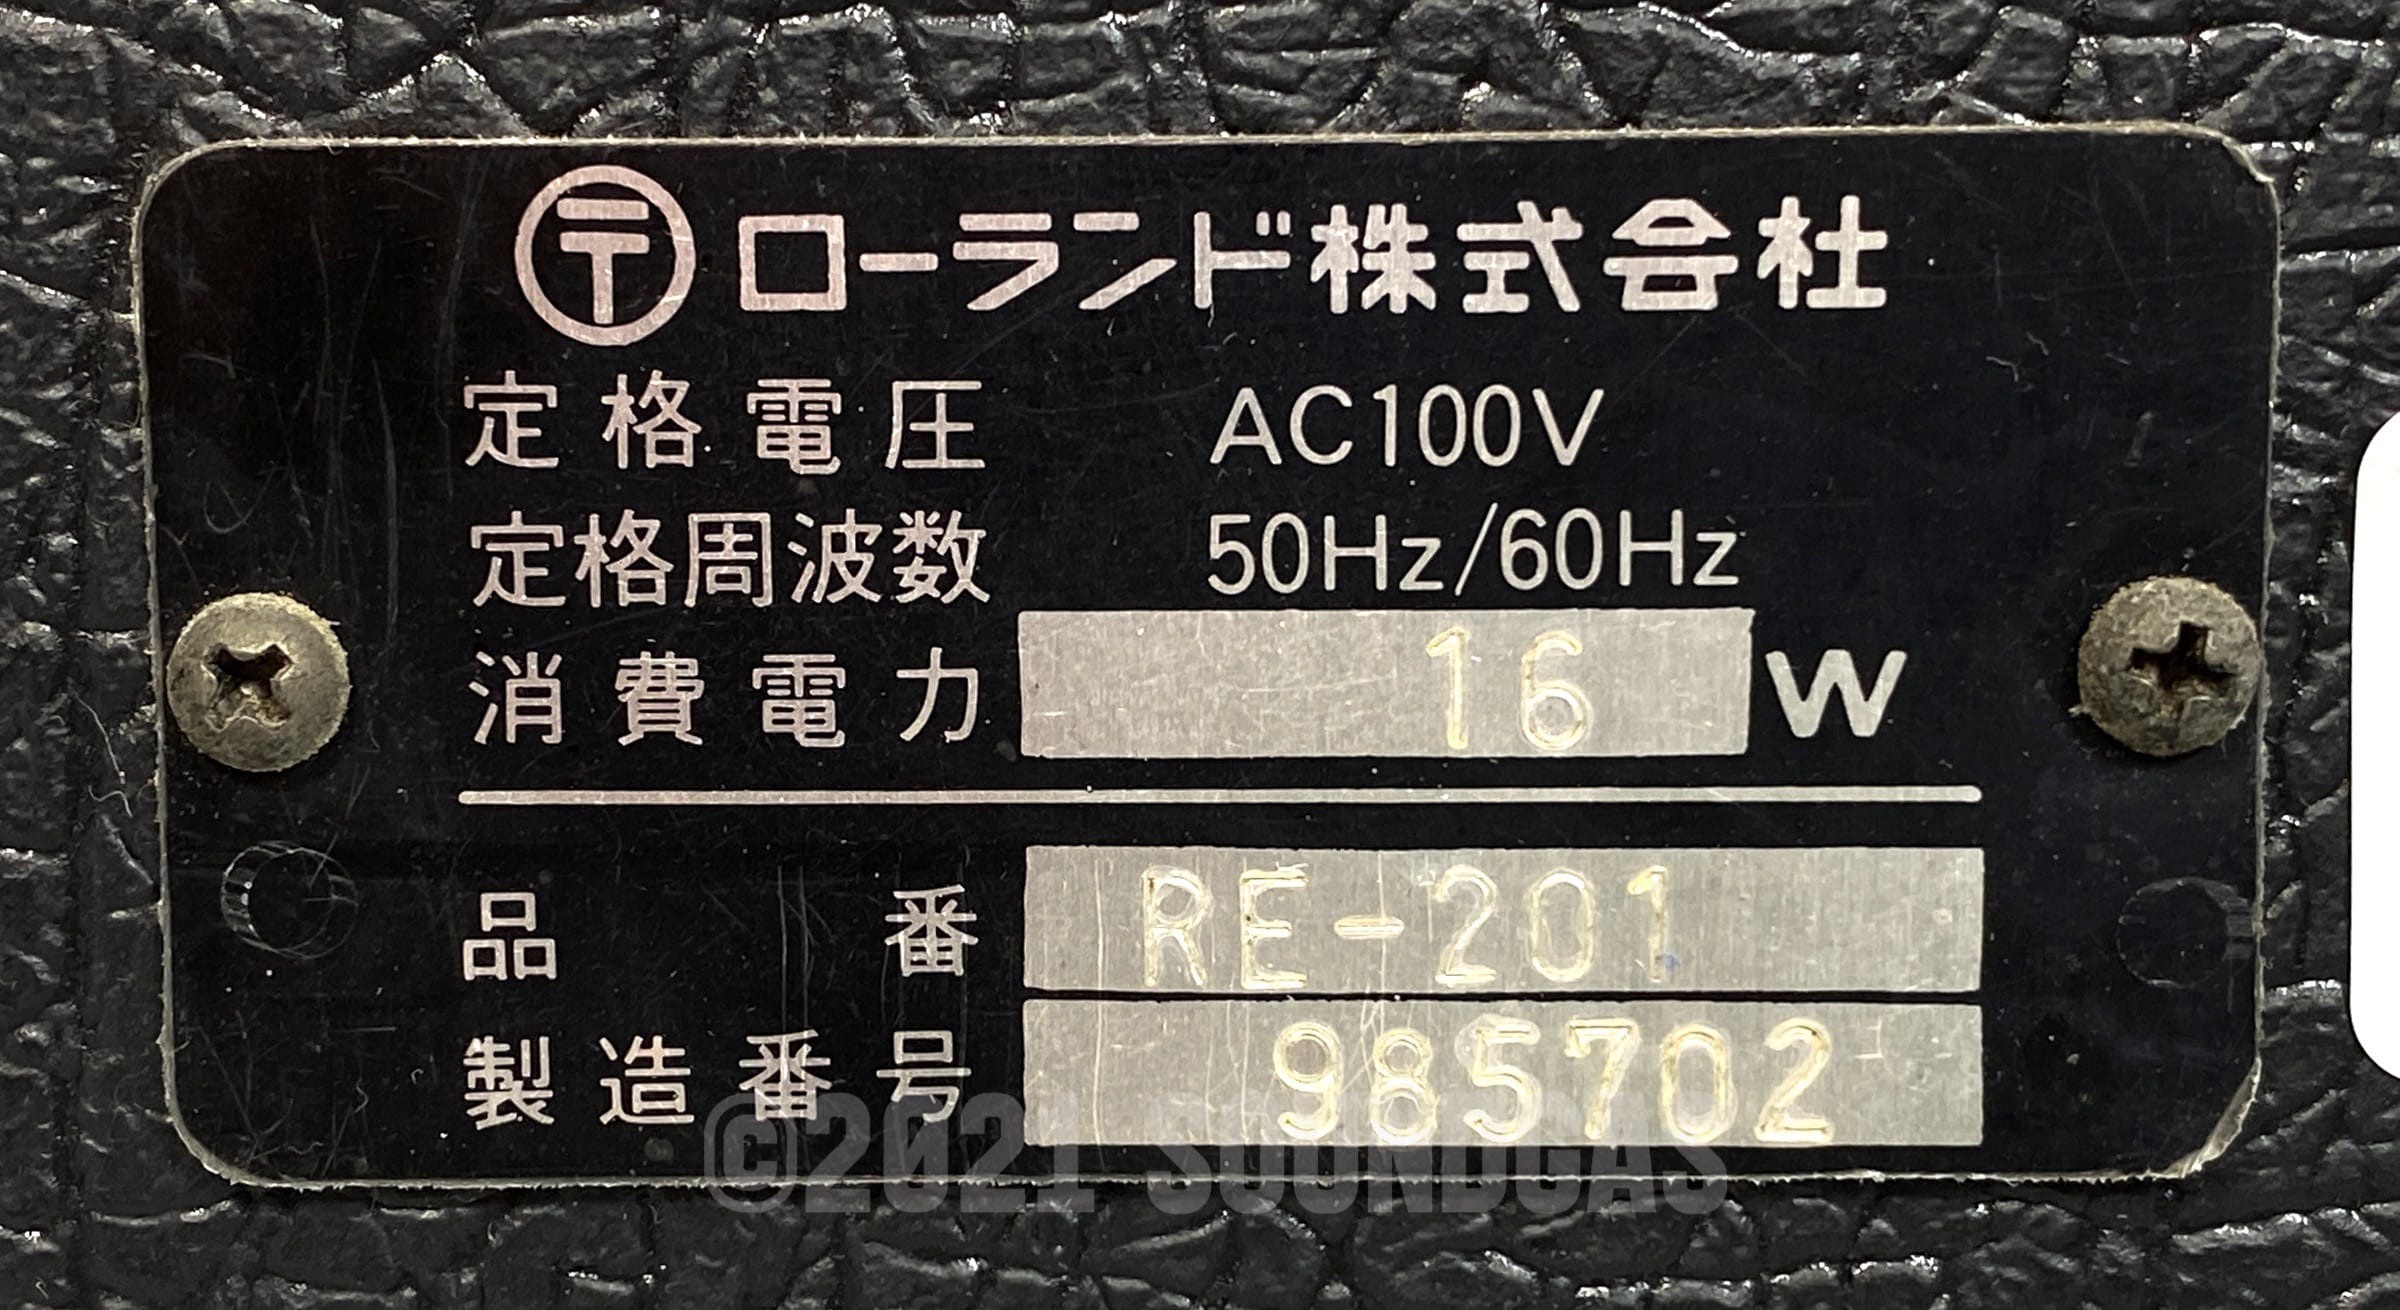 〒ローランド株式会社
定格電圧 AC100V
定格周波数 50Hz/60Hz
消費電力 16 W
品番 RE-201
製造番号 985702
©2021 SOUNDGAS